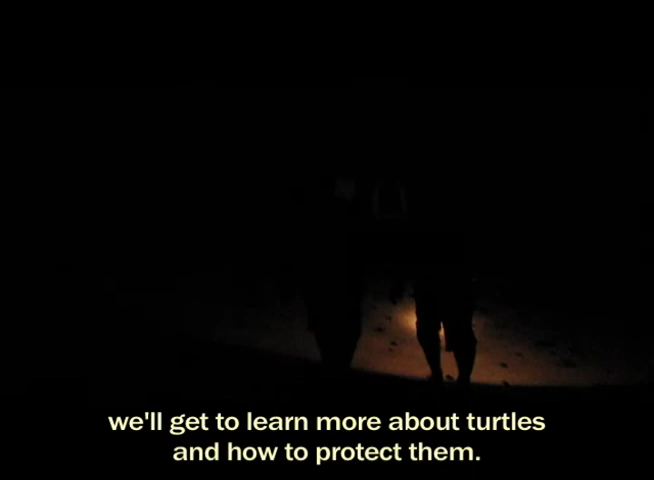 we'll get to learn more about turtles
and how to protect them.